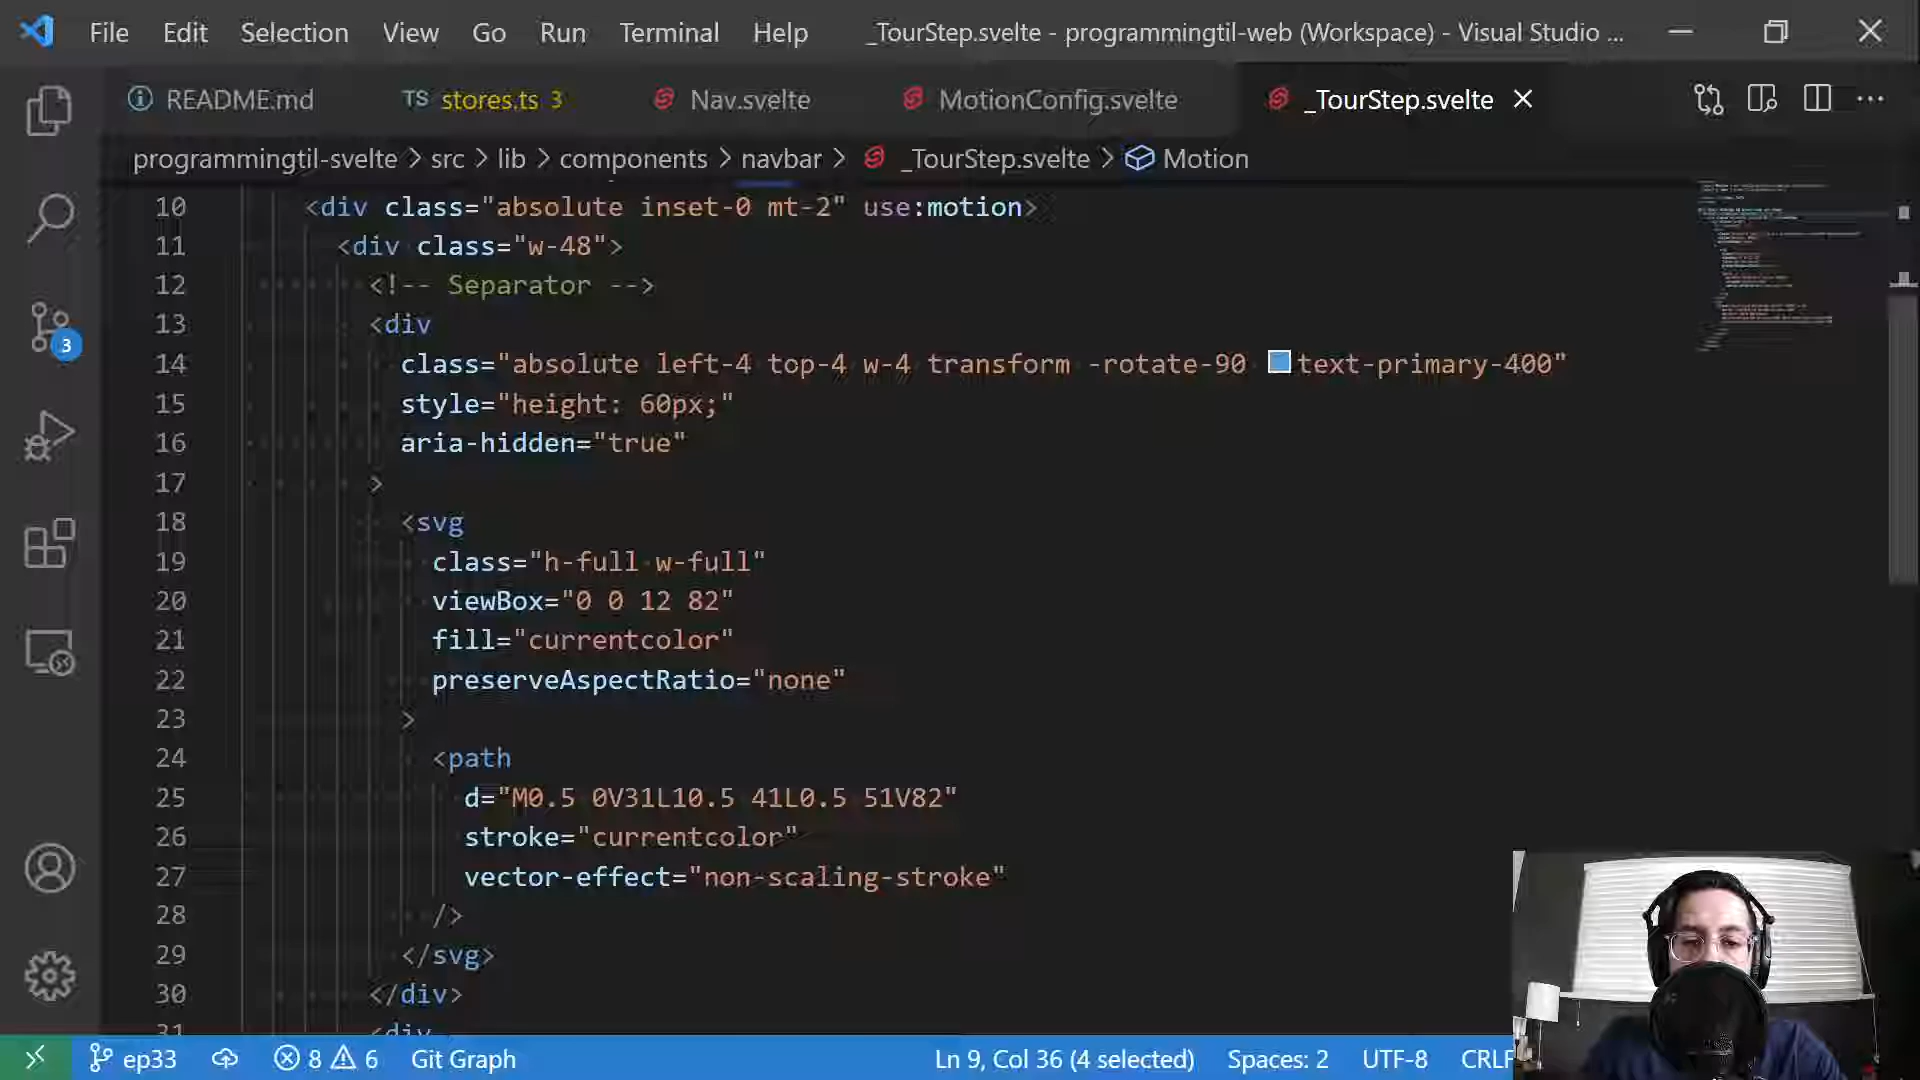 File Edit Selection View Go Run Terminal Help _TourStep.svelte - programmingtil-web (Workspace) - Visual Studio ...
README.md TS stores.ts 3 Nav.svelte MotionConfig.svelte _TourStep.svelte
programmingtil-svelte > src > lib > components > navbar > _TourStep.svelte > Motion
10 <div class="absolute inset-0 mt-2" use:motion>
11 <div class="w-48">
12 <!-- Separator -->
13 <div
14 class="absolute left-4 top-4 w-4 transform -rotate-90 text-primary-400"
15 style="height: 60px;"
16 aria-hidden="true"
17 >
18 <svg
19 class="h-full w-full"
20 viewBox="0 0 12 82"
21 fill="currentcolor"
22 preserveAspectRatio="none"
23 >
24 <path
25 d="M0.5 0V31L10.5 41L0.5 51V82"
26 stroke="currentcolor"
27 vector-effect="non-scaling-stroke"
28 />
29 </svg>
30 </div>
31 <div
3
ep33 8 6 Git Graph Ln 9, Col 36 (4 selected) Spaces: 2 UTF-8 CRLF